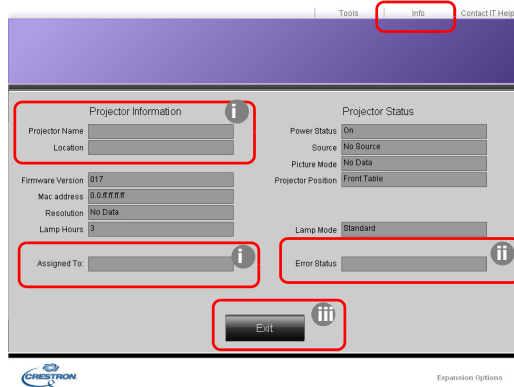 Tools Info Contact IT Help
Projector Information i
Projector Name
Location
Firmware Version 017
Mac address 0.0.ff.ff.ff.ff
Resolution No Data
Lamp Hours 3
Assigned To: i
Projector Status
Power Status On
Source No Source
Picture Mode No Data
Projector Position Front Table
Lamp Mode Standard
Error Status ii
Exit iii
CRESTRON
Expansion Options